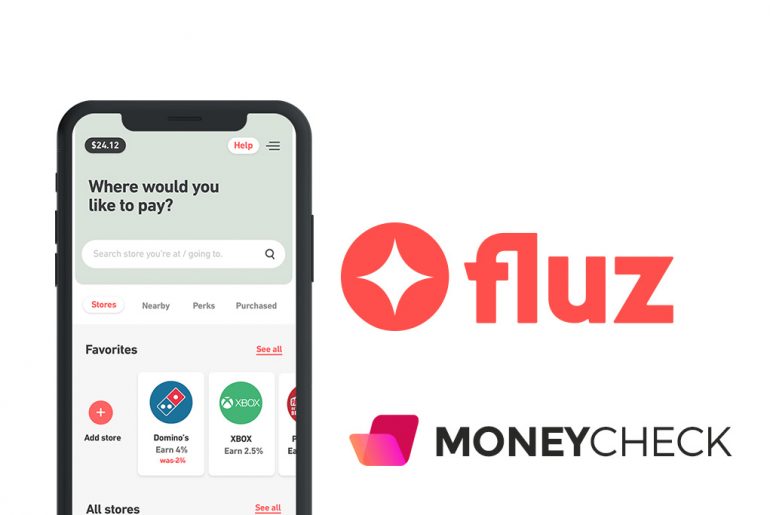 $24.12
Help
Where would you
like to pay?
Search store you're at / going to.
Stores Nearby Perks Purchased
Favorites
See all
Add store
XBOX
Domino's
Earn 4%
was 2%
XBOX
Earn 2.5%
All stores
See all
fluz
MONEYCHECK